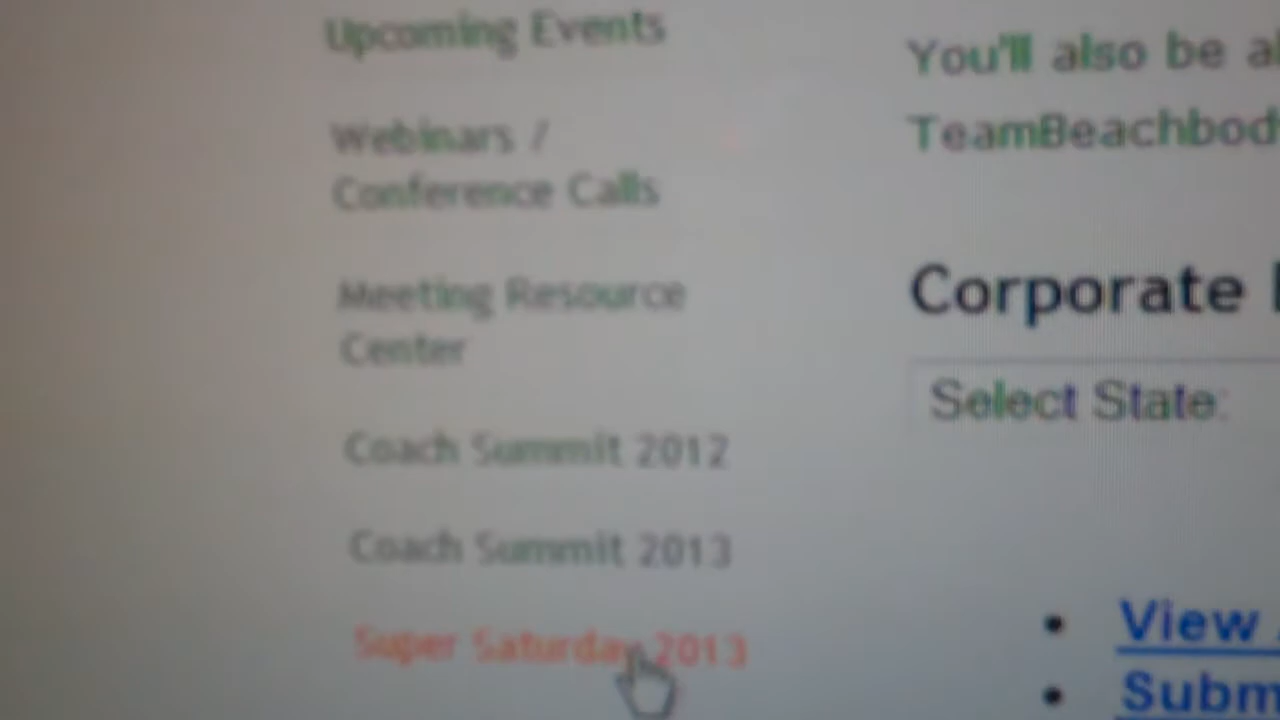 Upcoming Events
Webinars /
Conference Calls
Meeting Resource
Center
Coach Summit 2012
Coach Summit 2013
Super Saturday 2013
You'll also be
TeamBeachbod
Corporate
Select State:
View
Subm